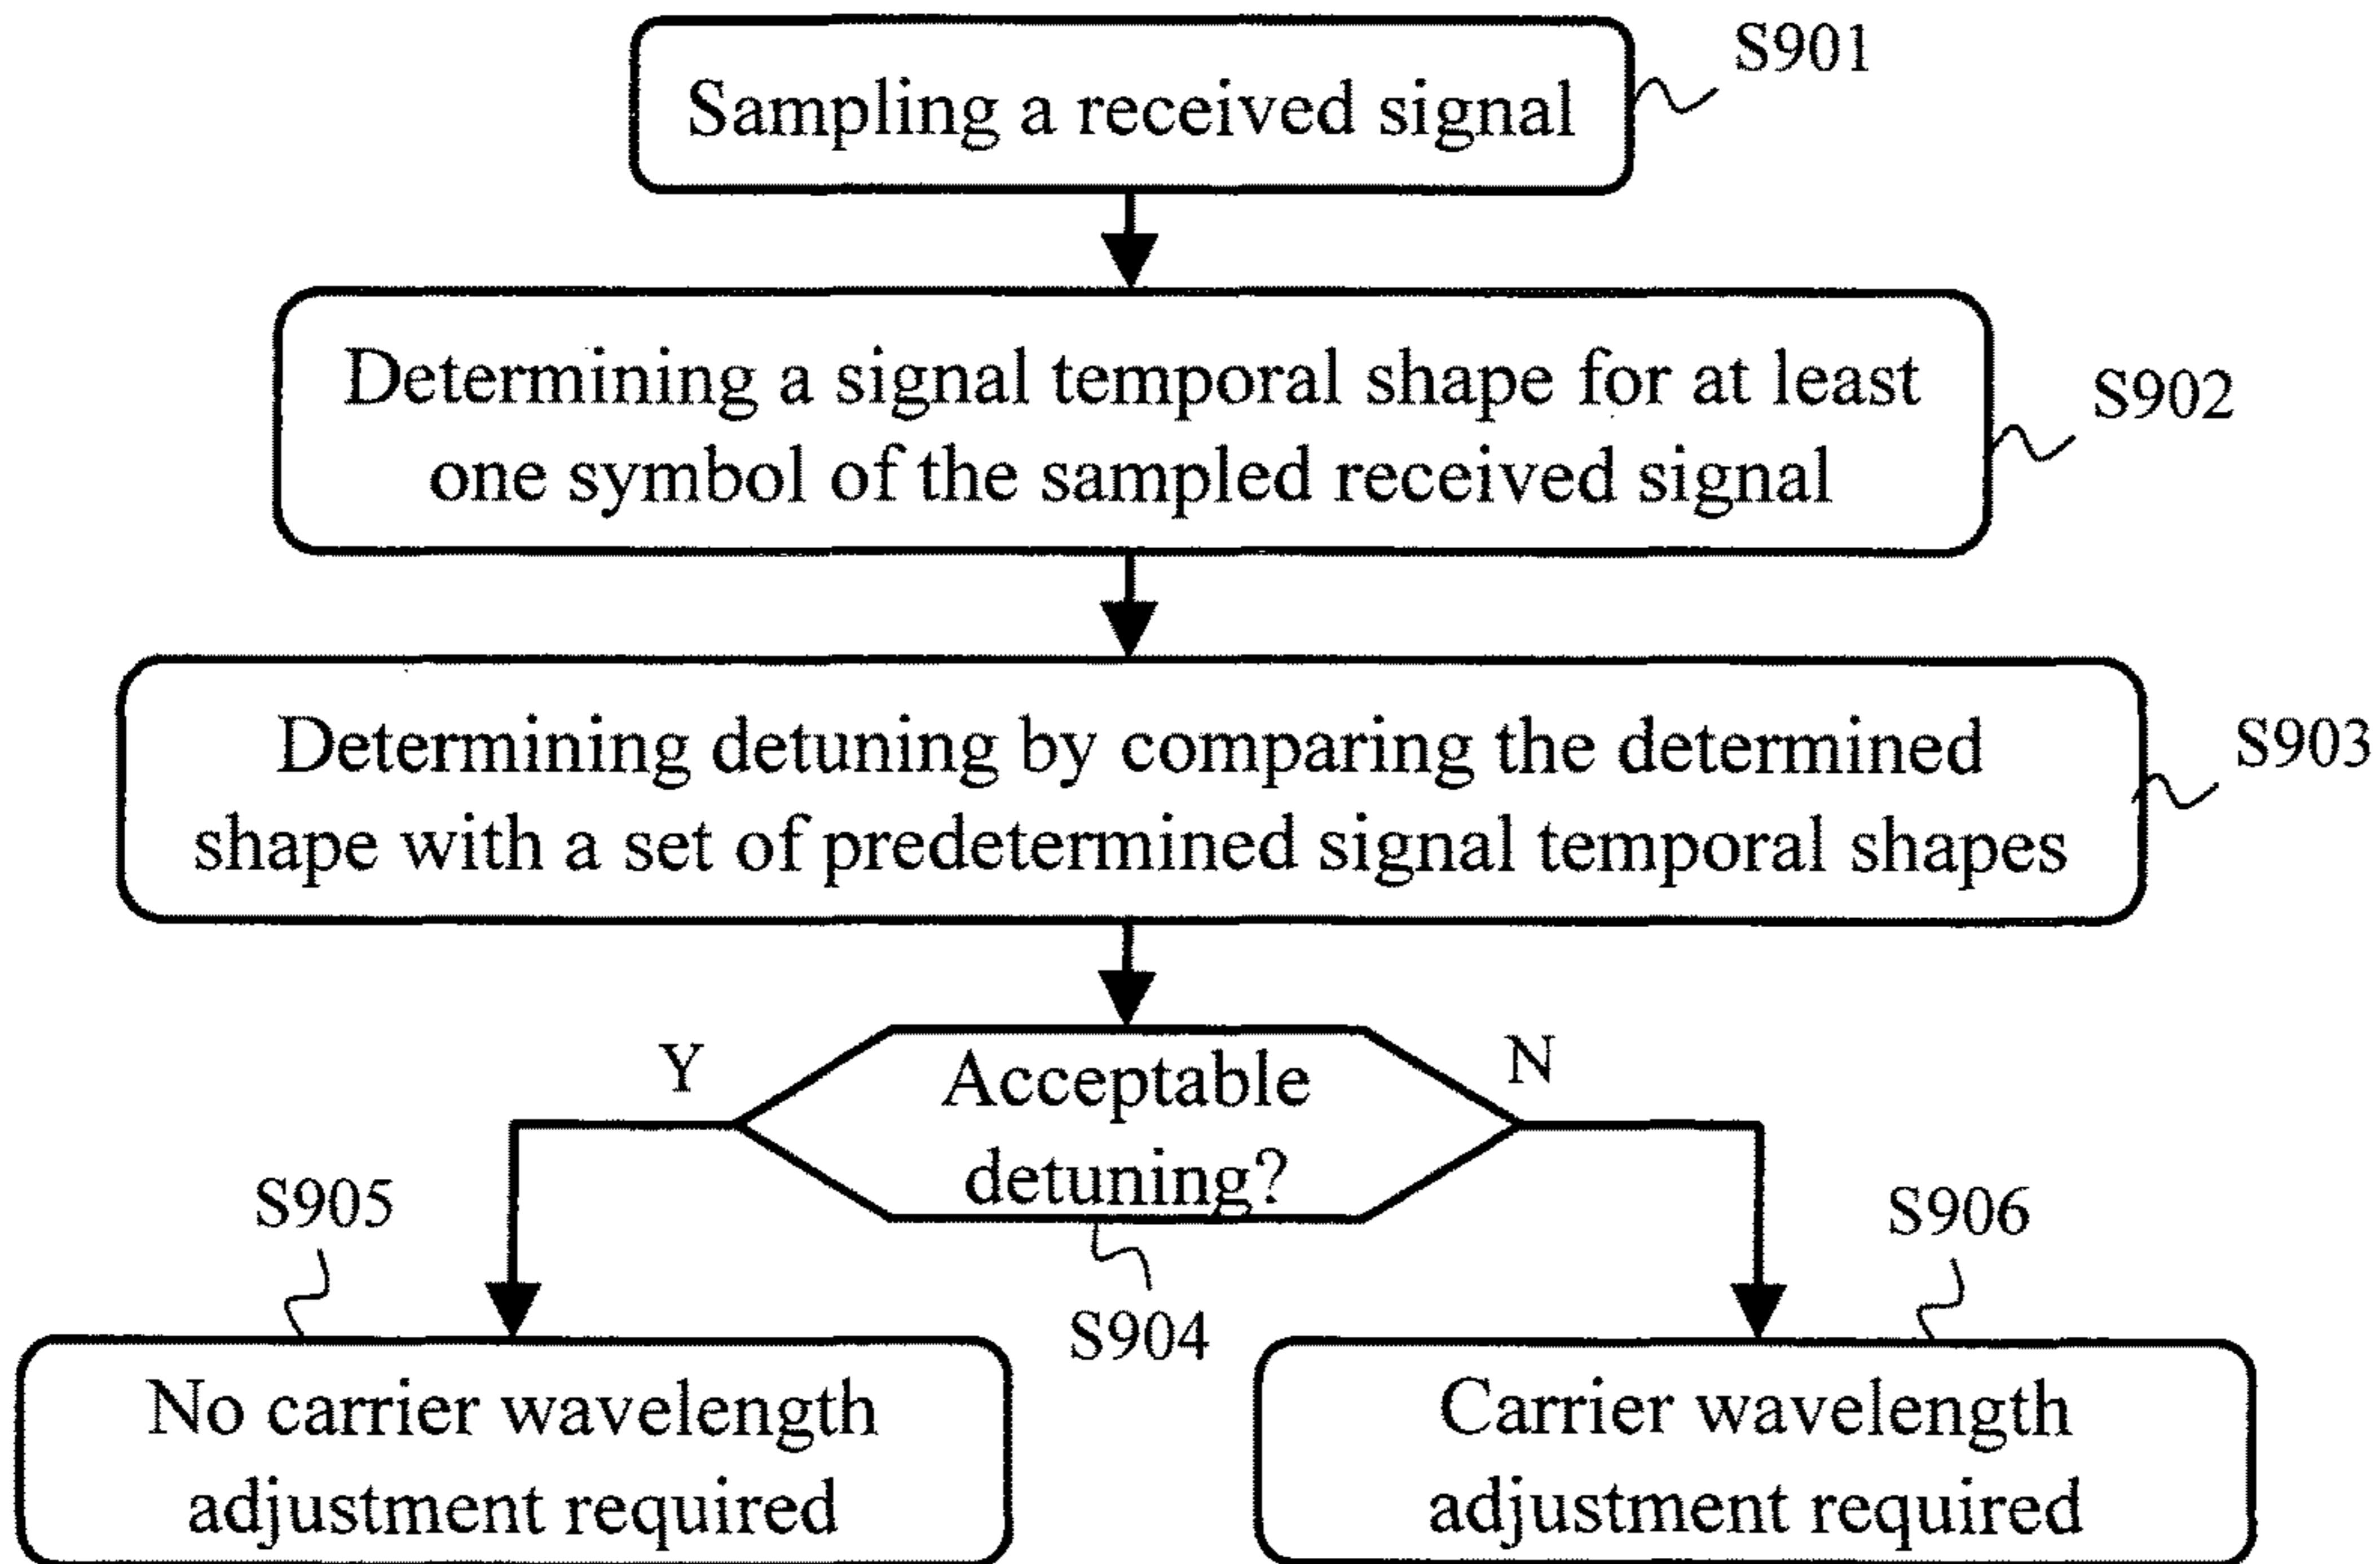 Sampling a received signal
S901
Determining a signal temporal shape for at least
one symbol of the sampled received signal
S902
Determining detuning by comparing the determined
shape with a set of predetermined signal temporal shapes
S903
Y
Acceptable
detuning?
N
S904
S905
No carrier wavelength
adjustment required
S906
Carrier wavelength
adjustment required